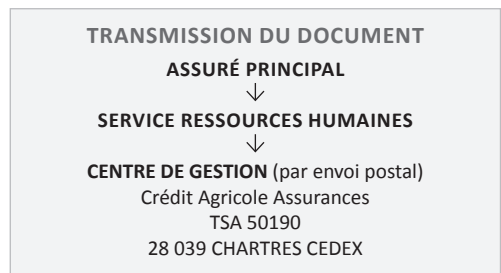 TRANSMISSION DU DOCUMENT
ASSURÉ PRINCIPAL
↓
SERVICE RESSOURCES HUMAINES
↓
CENTRE DE GESTION (par envoi postal)
Crédit Agricole Assurances
TSA 50190
28 039 CHARTRES CEDEX